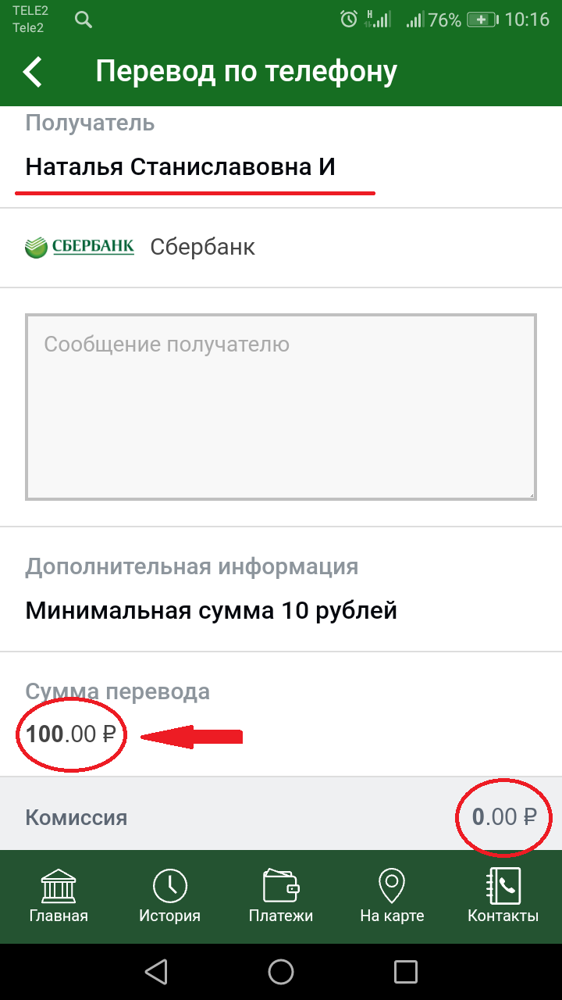 TELE2
Tele2
H
76%
10:16
Перевод по телефону
Получатель
Наталья Станиславовна И
СБЕРБАНК Сбербанк
Сообщение получателю
Дополнительная информация
Минимальная сумма 10 рублей
Сумма перевода
100.00 ₽
Комиссия 0.00 ₽
Главная История Платежи На карте Контакты